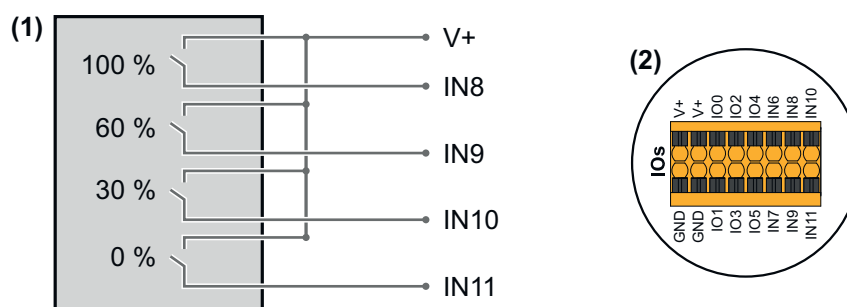 (1)
V+
100 %
IN8
60 %
IN9
30 %
IN10
0 %
IN11
(2)
V+ V+ IO0 IO2 IO4 IN6 IN8 IN10
IOs
GND GND IO1 IO3 IO5 IN7 IN9 IN11